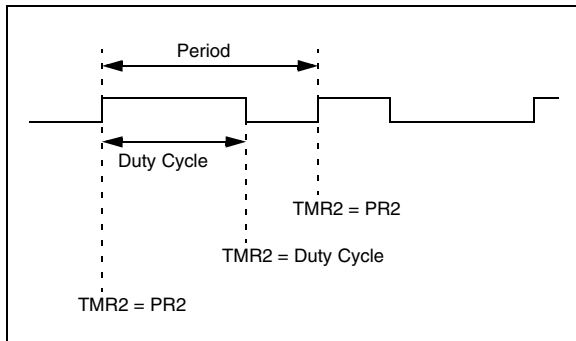 Period
Duty Cycle
TMR2 = PR2
TMR2 = Duty Cycle
TMR2 = PR2